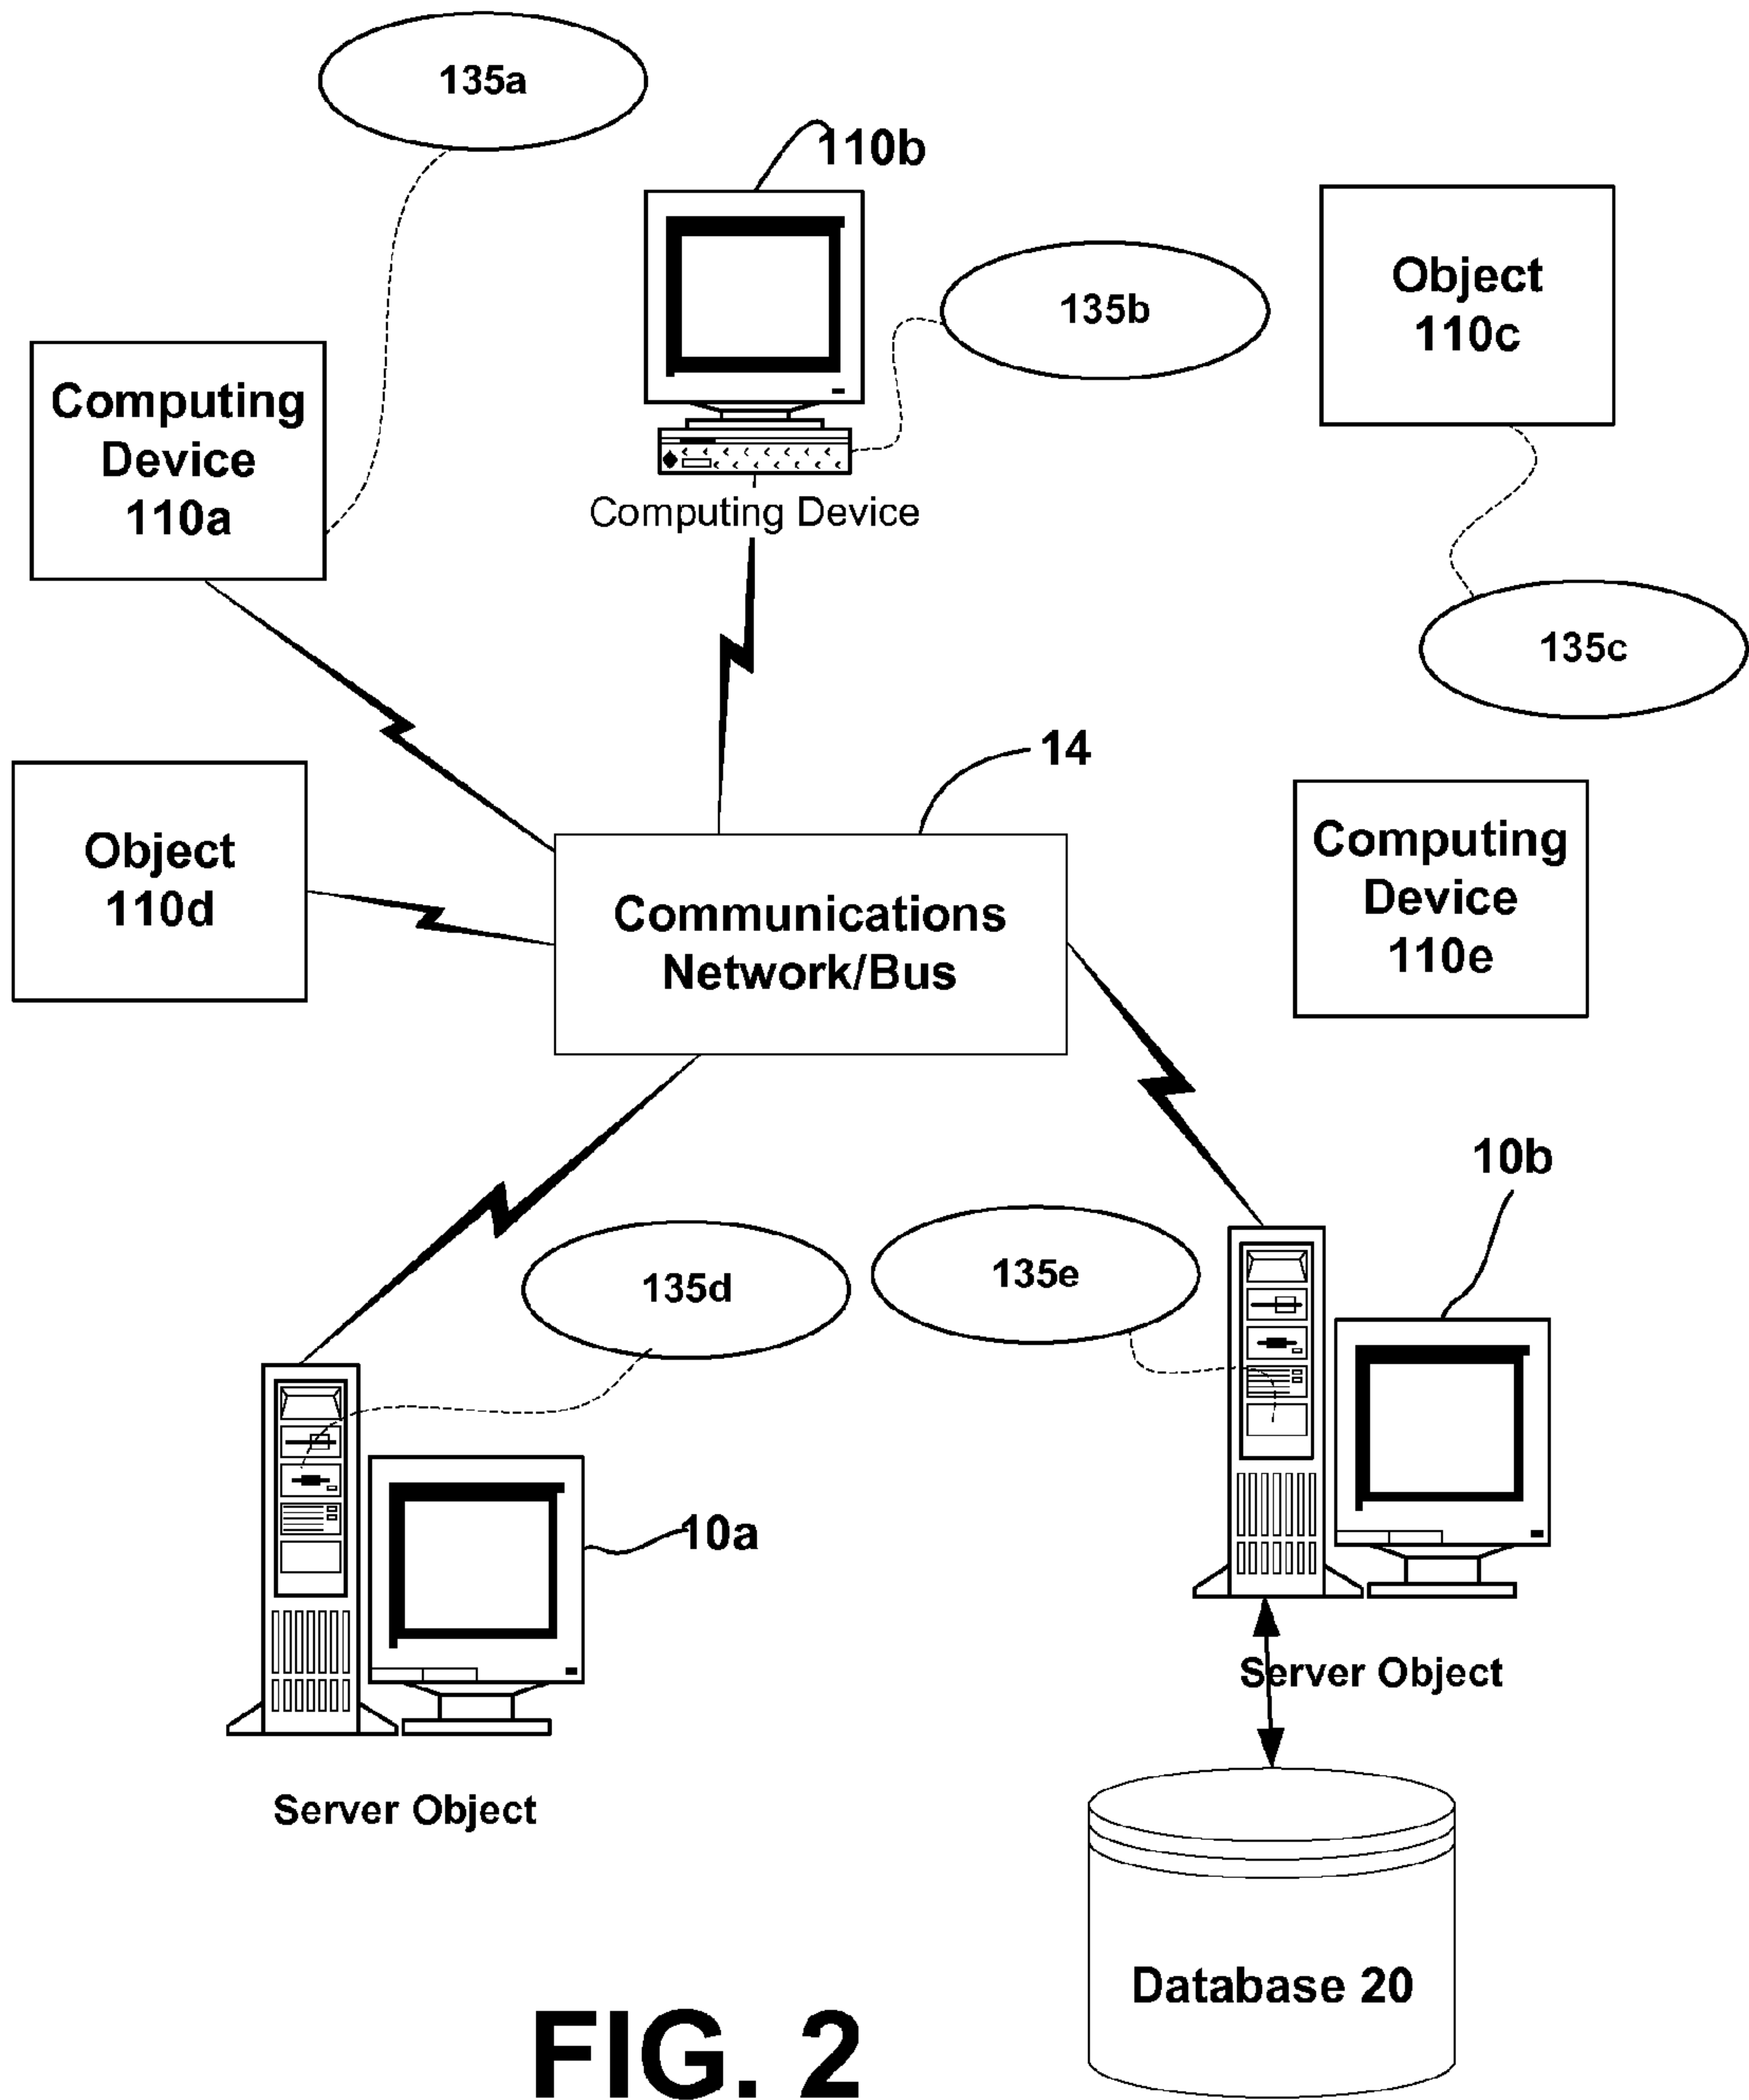 135a
110b
Object
110c
135b
Computing
Device
110a
Computing Device
135c
14
Object
110d
Computing
Device
110e
Communications
Network/Bus
10b
135d
135e
10a
Server Object
Server Object
Database 20
FIG. 2